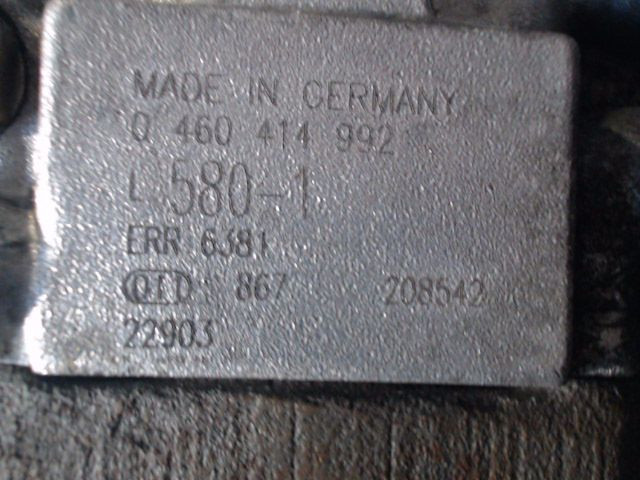 MADE IN GERMANY
0 460 414 992
L 580-1
ERR 6381
867 208542
22903